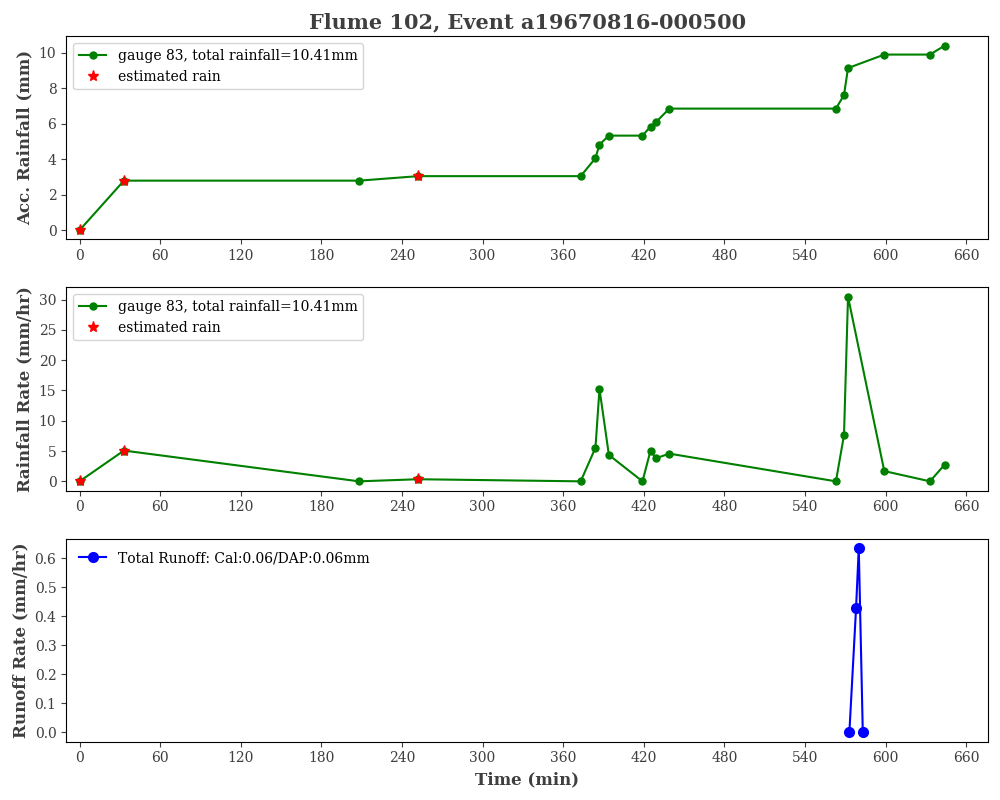 Flume 102, Event a19670816-000500
Acc. Rainfall (mm)
10
8
6
4
2
0
gauge 83, total rainfall=10.41mm
estimated rain
0 60 120 180 240 300 360 420 480 540 600 660
Rainfall Rate (mm/hr)
30
25
20
15
10
5
0
gauge 83, total rainfall=10.41mm
estimated rain
0 60 120 180 240 300 360 420 480 540 600 660
Runoff Rate (mm/hr)
0.6
0.5
0.4
0.3
0.2
0.1
0.0
Total Runoff: Cal:0.06/DAP:0.06mm
0 60 120 180 240 300 360 420 480 540 600 660
Time (min)